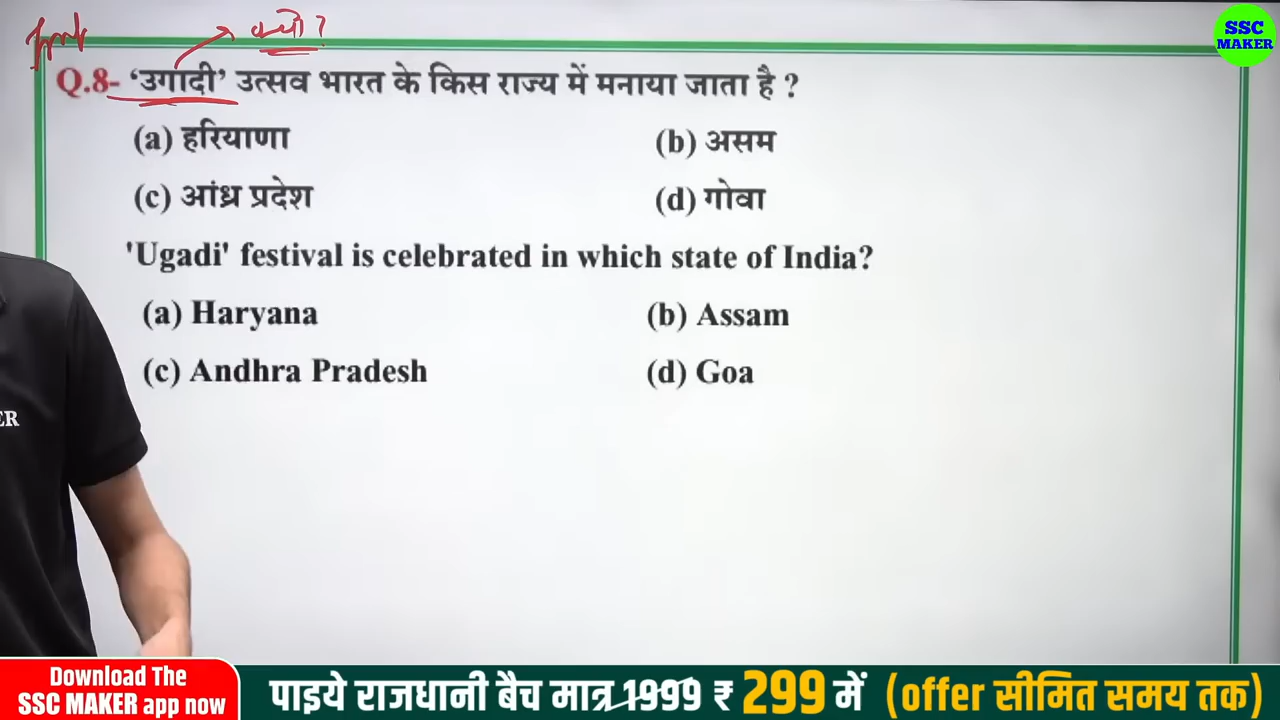 Imp
क्यों?
SSC
MAKER
Q.8- ‘उगादी’ उत्सव भारत के किस राज्य में मनाया जाता है ?
(a) हरियाणा (b) असम
(c) आंध्र प्रदेश (d) गोवा
'Ugadi' festival is celebrated in which state of India?
(a) Haryana (b) Assam
(c) Andhra Pradesh (d) Goa
ER
Download The
SSC MAKER app now
पाइये राजधानी बैच मात्र 1999 ₹ 299 में (offer सीमित समय तक)